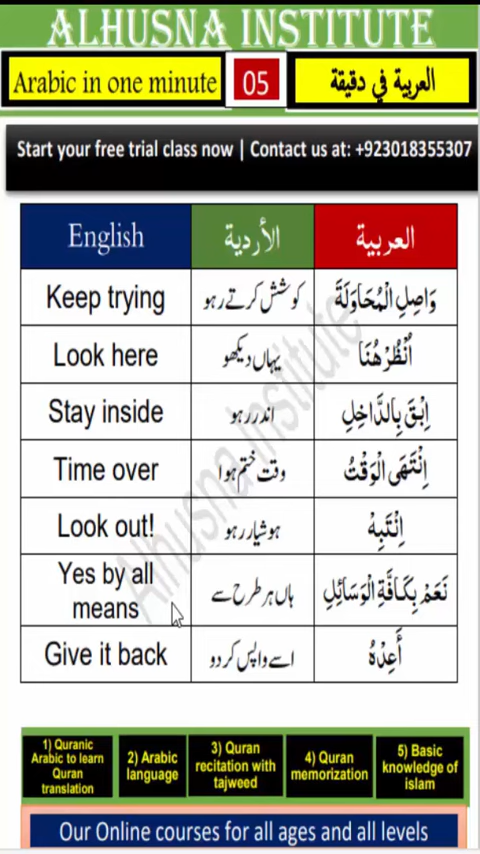 ALHUSNA INSTITUTE
Arabic in one minute 05 العربية في دقيقة
Start your free trial class now | Contact us at: +923018355307
English الأردية العربية
Keep trying کوشش کرتے رہو وَاصِلِ الْمُحَاوَلَةَ
Look here یہاں دیکھو اُنْظُرْ هُنَا
Stay inside اندر رہو اِبْقَ بِالدَّاخِلِ
Time over وقت ختم ہوا اِنْتَهَى الْوَقْتُ
Look out! ہوشیار رہو اِنْتَبِهْ
Yes by all
means ہاں ہر طرح سے نَعَمْ بِكَافَّةِ الْوَسَائِلِ
Give it back اسے واپس کر دو أَعِدْهُ
Alhusna Institute
1) Quranic
Arabic to learn
Quran
translation
2) Arabic
language
3) Quran
recitation with
tajweed
4) Quran
memorization
5) Basic
knowledge of
islam
Our Online courses for all ages and all levels